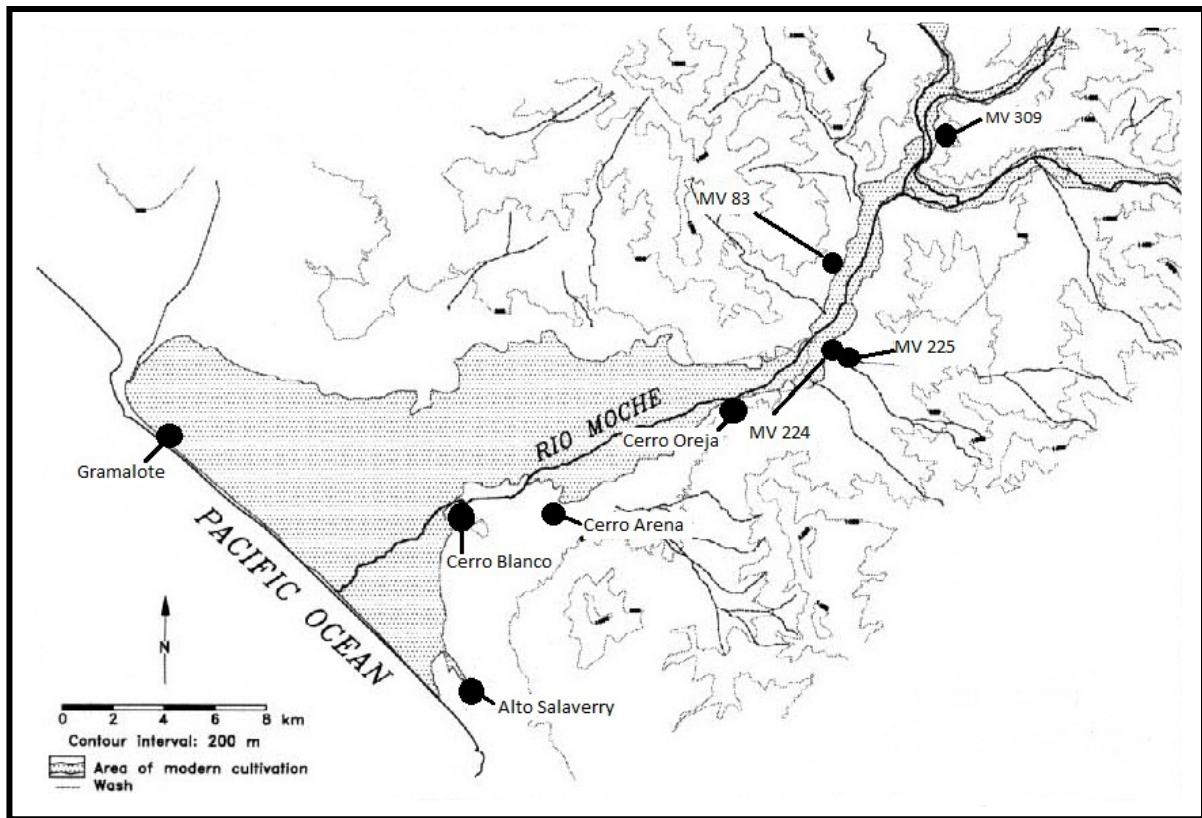 MV 309
MV 83
MV 225
RIO MOCHE
Cerro Oreja
MV 224
Gramalote
Cerro Arena
Cerro Blanco
PACIFIC OCEAN
N
Alto Salaverry
0 2 4 6 8 km
Contour interval: 200 m
Area of modern cultivation
Wash